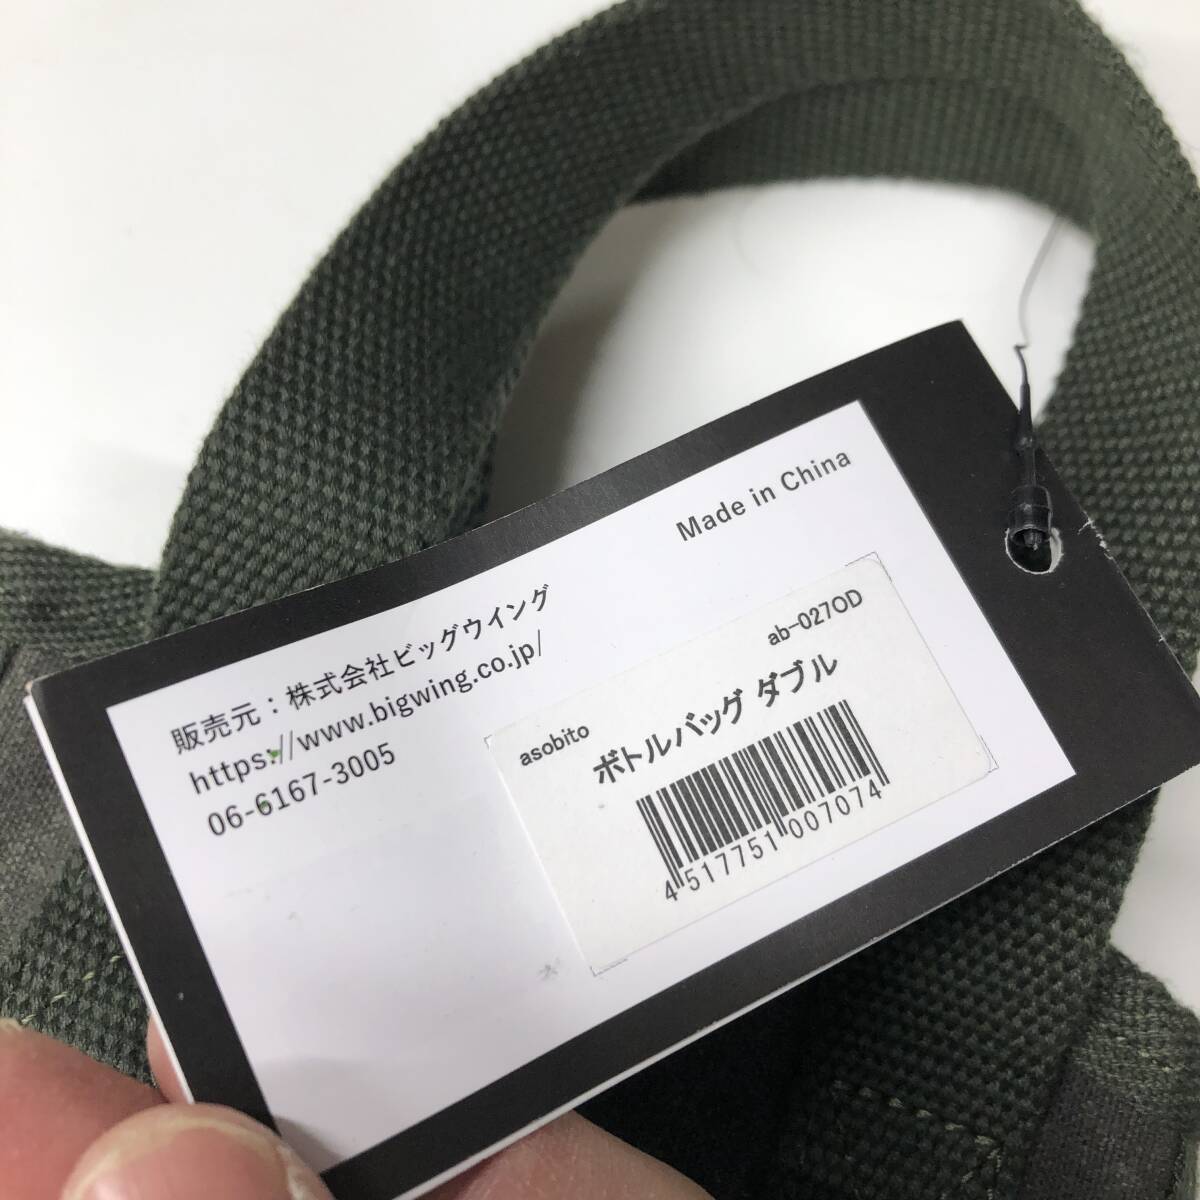 Made in China
販売元：株式会社ビッグウイング
https://www.bigwing.co.jp/
06-6167-3005
asobito
ab-027OD
ボトルバッグ ダブル
4517751007074